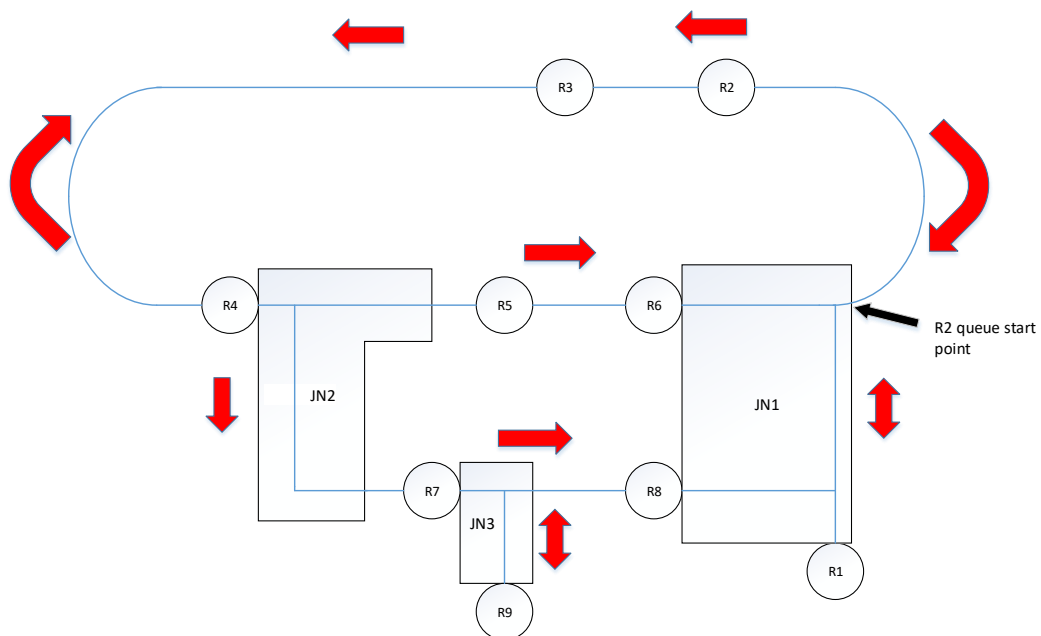 R3
R2
R4
R5
R6
R2 queue start
point
JN2
JN1
R7
R8
JN3
R1
R9